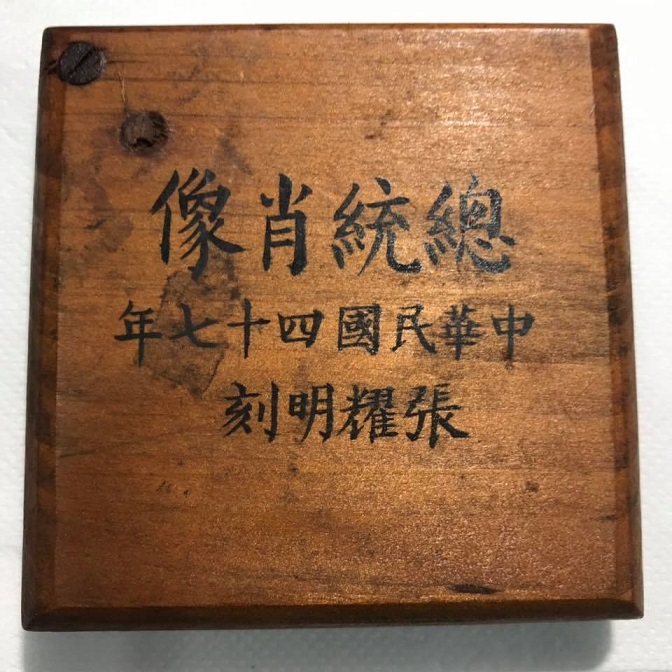 總統肖像
中華民國四十七年
張耀明刻